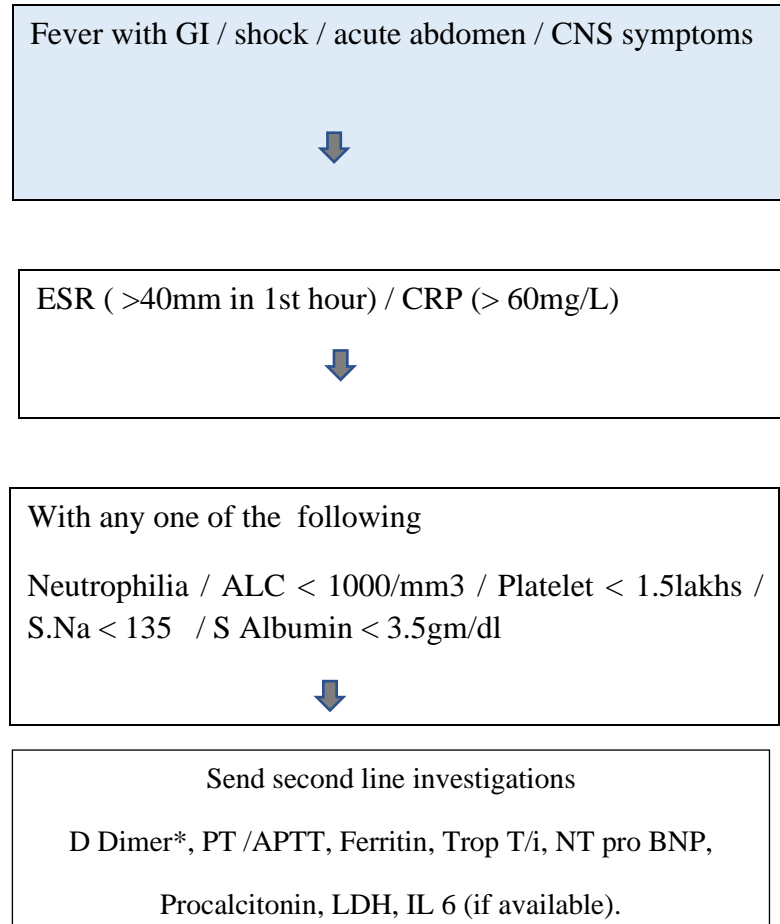 Fever with GI / shock / acute abdomen / CNS symptoms
ESR ( >40mm in 1st hour) / CRP (> 60mg/L)
With any one of the following
Neutrophilia / ALC < 1000/mm3 / Platelet < 1.5lakhs /
S.Na < 135 / S Albumin < 3.5gm/dl
Send second line investigations
D Dimer*, PT /APTT, Ferritin, Trop T/i, NT pro BNP,
Procalcitonin, LDH, IL 6 (if available).